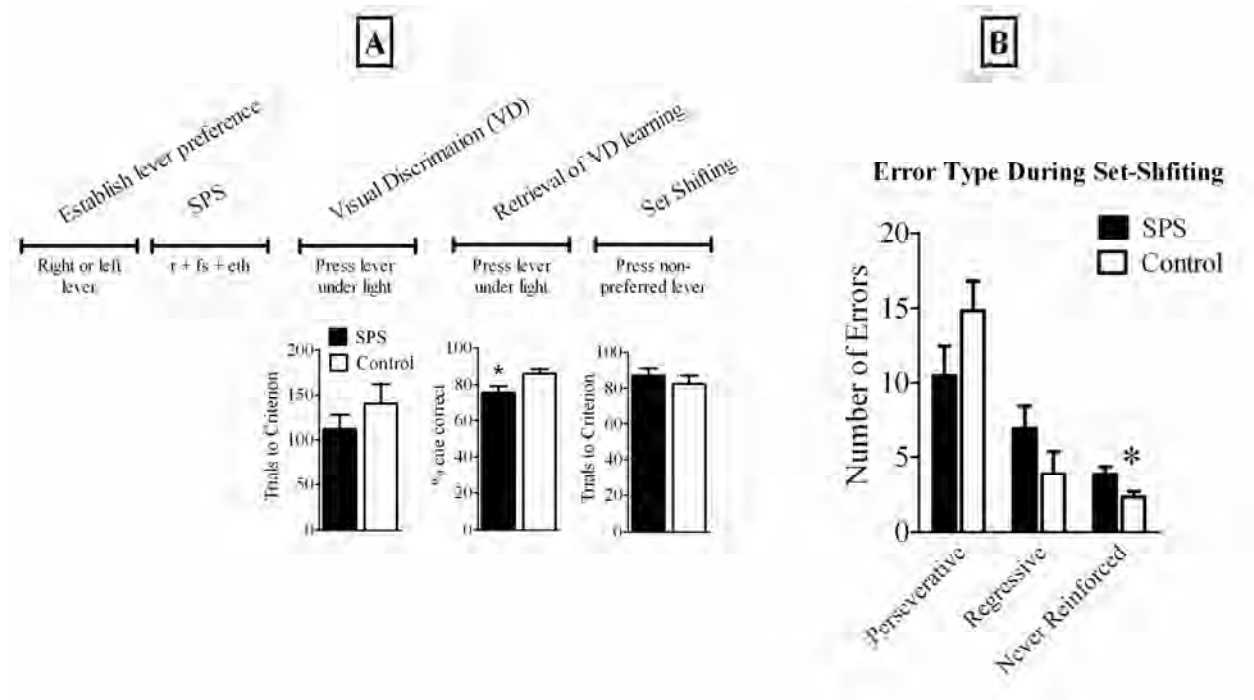 A
Establish lever preference
SPS
Visual Discrimation (VD)
Retrieval of VD learning
Set Shifting
Right or left
lever
r + fs + eth
Press lever
under light
Press lever
under light
Press non-
preferred lever
SPS
Control
Trials to Criterion
200
150
100
50
0
% cue correct
100
80
60
40
20
0
*
Trials to Criterion
100
80
60
40
20
0
B
Error Type During Set-Shfiting
SPS
Control
Number of Errors
20
15
10
5
0
*
Perseverative
Regressive
Never Reinforced